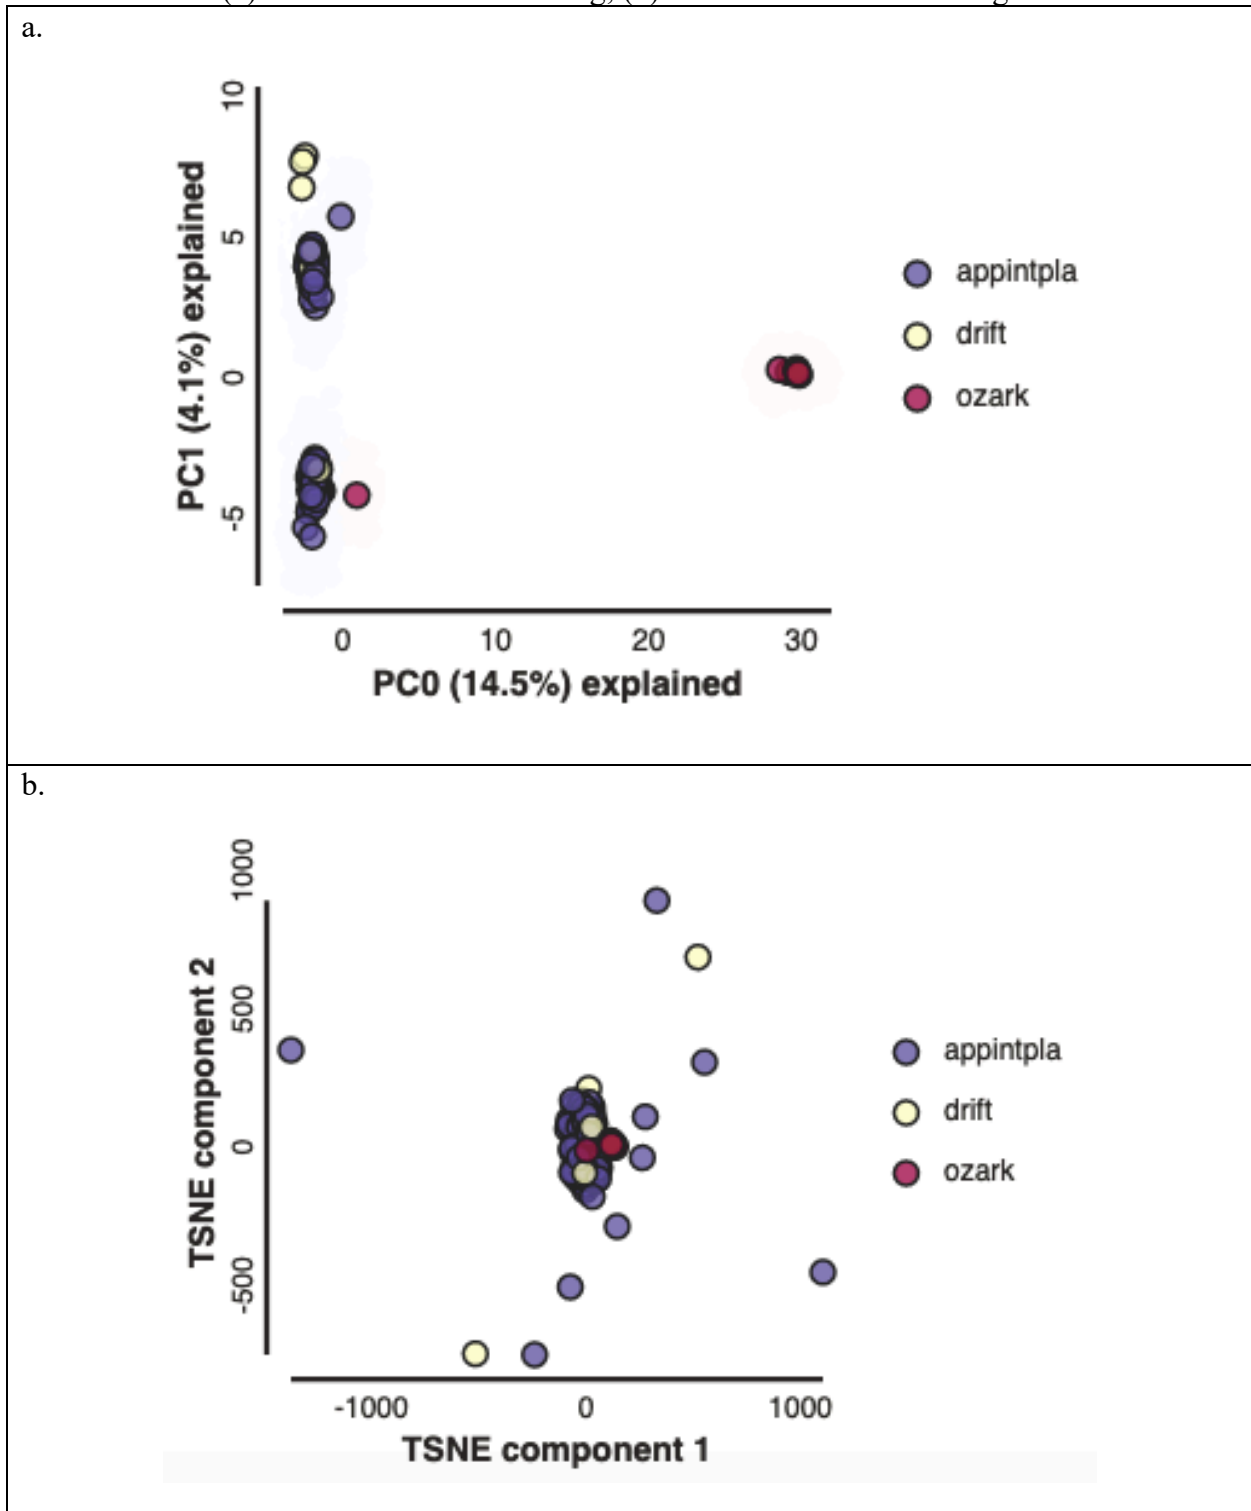 a.
10
5
0
-5
PC1 (4.1%) explained
0 10 20 30
PC0 (14.5%) explained
appintpla
drift
ozark
b.
1000
500
0
-500
TSNE component 2
-1000 0 1000
TSNE component 1
appintpla
drift
ozark